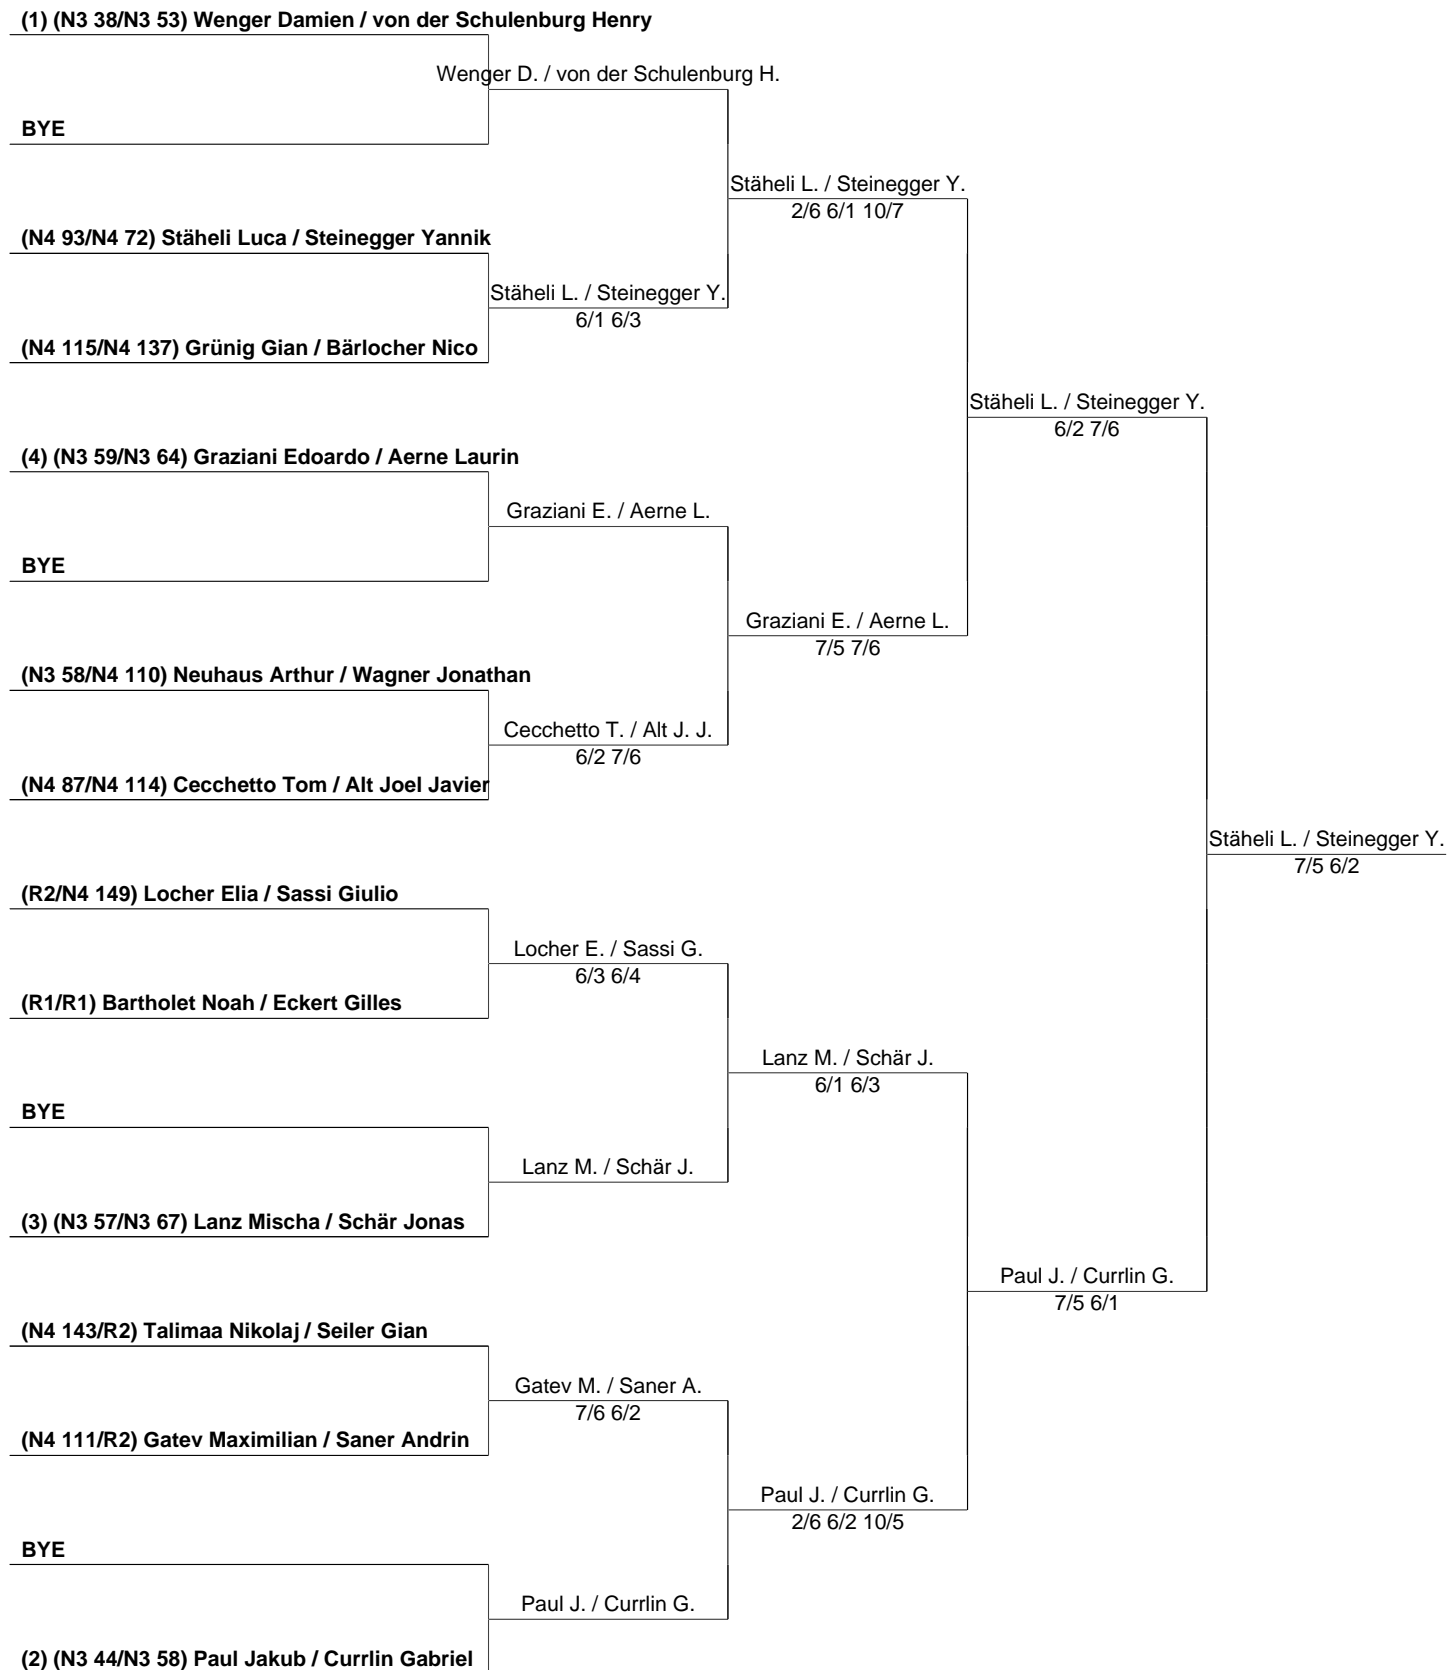 (1) (N3 38/N3 53) Wenger Damien / von der Schulenburg Henry
Wenger D. / von der Schulenburg H.
BYE
Stäheli L. / Steinegger Y.
2/6 6/1 10/7
(N4 93/N4 72) Stäheli Luca / Steinegger Yannik
Stäheli L. / Steinegger Y.
6/1 6/3
(N4 115/N4 137) Grünig Gian / Bärlocher Nico
Stäheli L. / Steinegger Y.
6/2 7/6
(4) (N3 59/N3 64) Graziani Edoardo / Aerne Laurin
Graziani E. / Aerne L.
BYE
Graziani E. / Aerne L.
7/5 7/6
(N3 58/N4 110) Neuhaus Arthur / Wagner Jonathan
Cecchetto T. / Alt J. J.
6/2 7/6
(N4 87/N4 114) Cecchetto Tom / Alt Joel Javier
Stäheli L. / Steinegger Y.
7/5 6/2
(R2/N4 149) Locher Elia / Sassi Giulio
Locher E. / Sassi G.
6/3 6/4
(R1/R1) Bartholet Noah / Eckert Gilles
Lanz M. / Schär J.
6/1 6/3
BYE
Lanz M. / Schär J.
(3) (N3 57/N3 67) Lanz Mischa / Schär Jonas
Paul J. / Currlin G.
7/5 6/1
(N4 143/R2) Talimaa Nikolaj / Seiler Gian
Gatev M. / Saner A.
7/6 6/2
(N4 111/R2) Gatev Maximilian / Saner Andrin
Paul J. / Currlin G.
2/6 6/2 10/5
BYE
Paul J. / Currlin G.
(2) (N3 44/N3 58) Paul Jakub / Currlin Gabriel